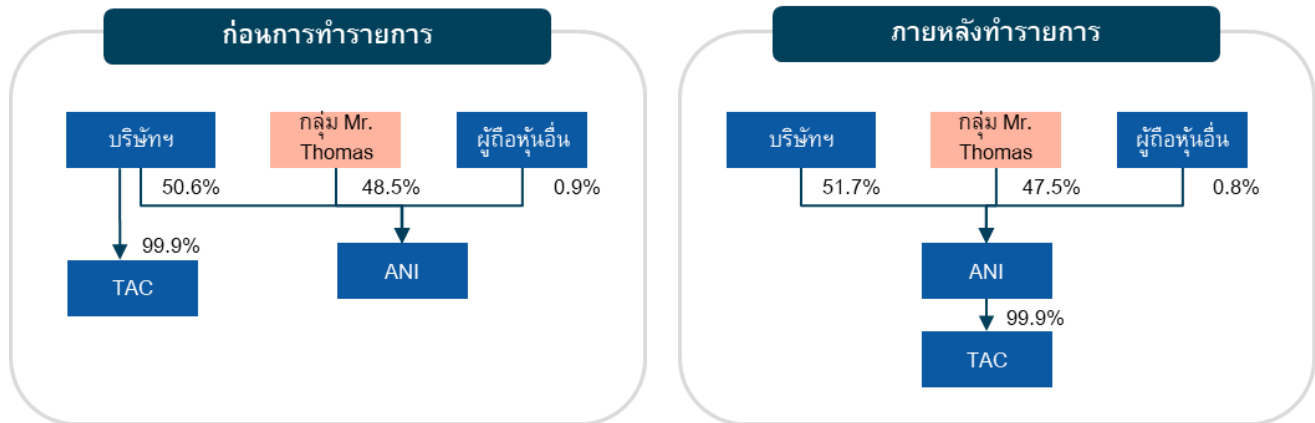 ก่อนการทำรายการ
บริษัทฯ
กลุ่ม Mr.
Thomas
ผู้ถือหุ้นอื่น
50.6%
48.5%
0.9%
99.9%
TAC
ANI
ภายหลังทำรายการ
บริษัทฯ
กลุ่ม Mr.
Thomas
ผู้ถือหุ้นอื่น
51.7%
47.5%
0.8%
ANI
99.9%
TAC